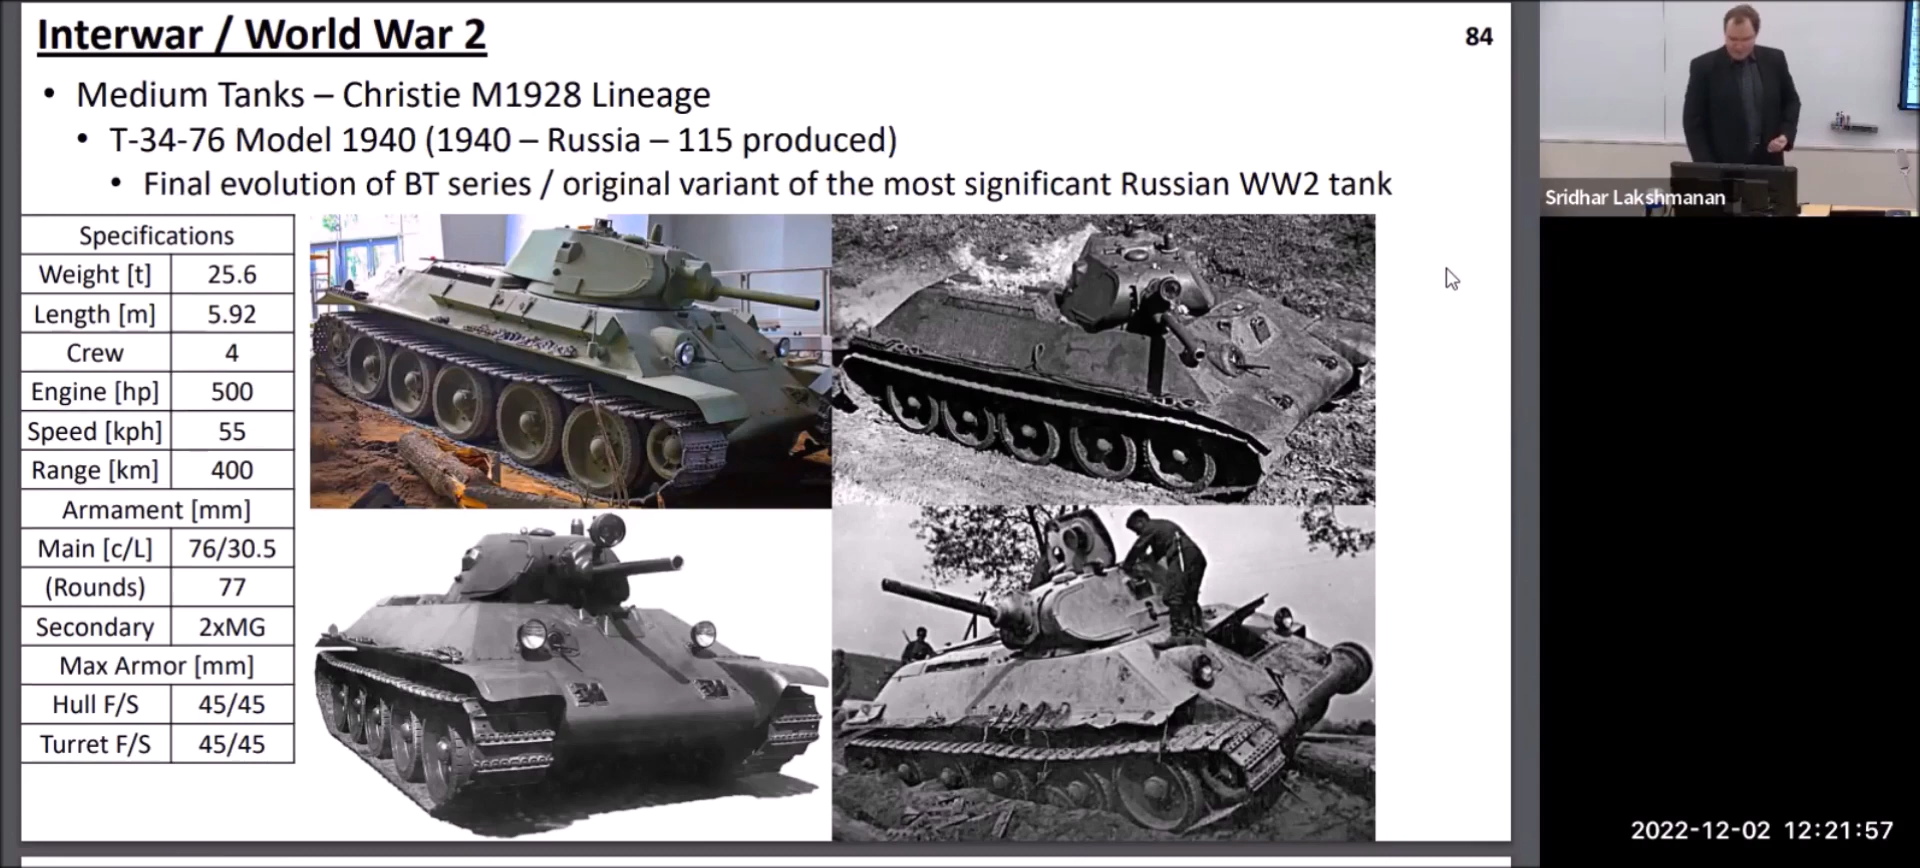 Interwar / World War 2
84
• Medium Tanks – Christie M1928 Lineage
• T-34-76 Model 1940 (1940 – Russia – 115 produced)
• Final evolution of BT series / original variant of the most significant Russian WW2 tank
Specifications
Weight [t] 25.6
Length [m] 5.92
Crew 4
Engine [hp] 500
Speed [kph] 55
Range [km] 400
Armament [mm]
Main [c/L] 76/30.5
(Rounds) 77
Secondary 2xMG
Max Armor [mm]
Hull F/S 45/45
Turret F/S 45/45
Sridhar Lakshmanan
2022-12-02 12:21:57